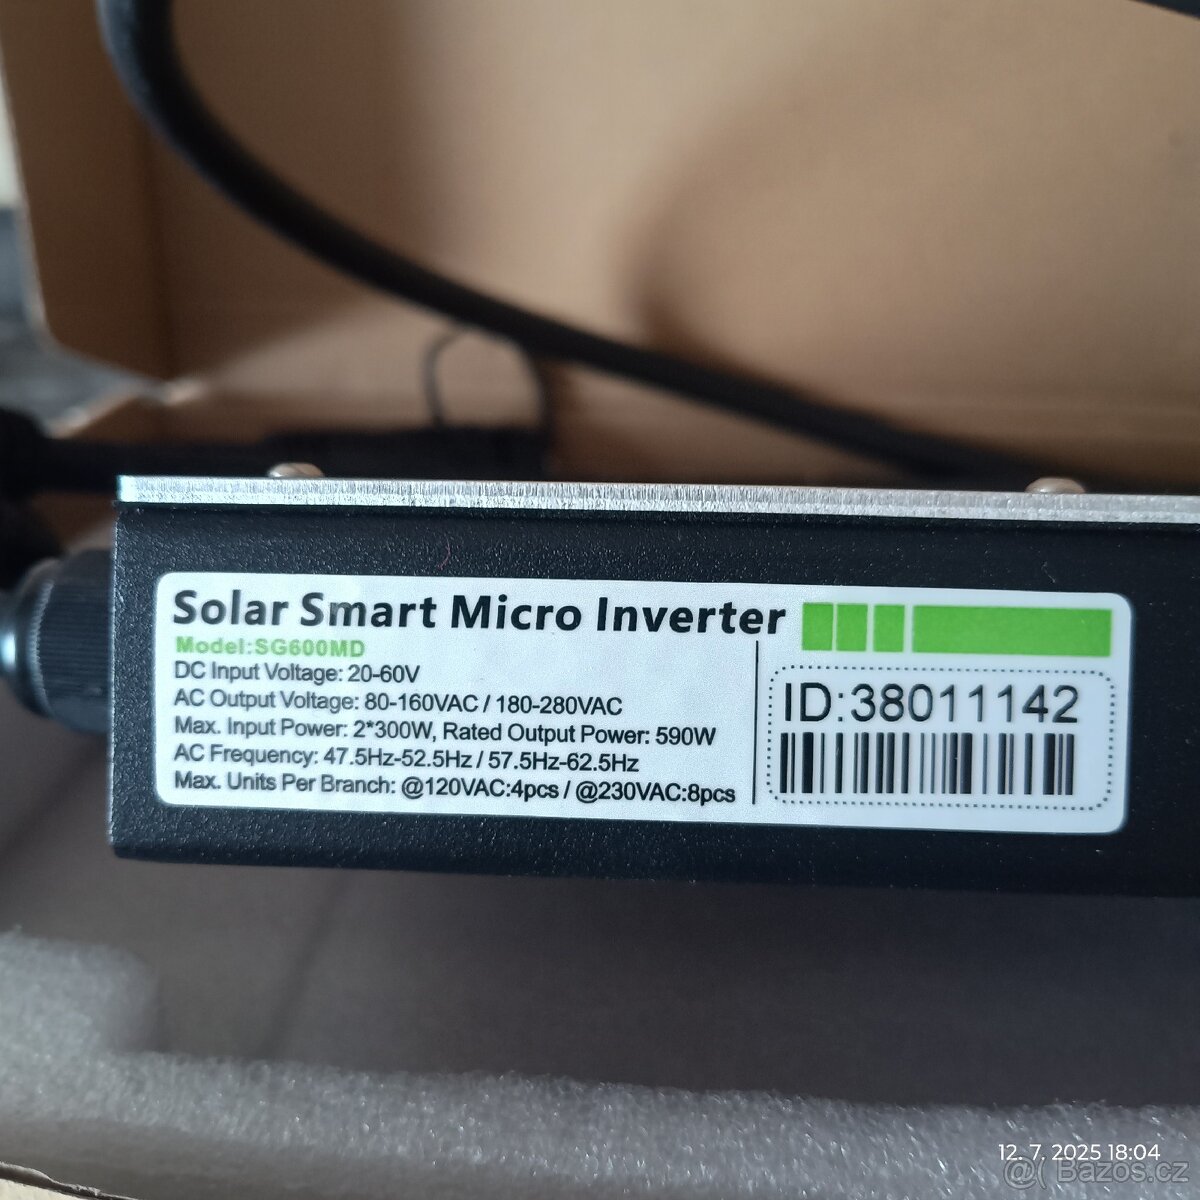 Solar Smart Micro Inverter
Model:SG600MD
DC Input Voltage: 20-60V
AC Output Voltage: 80-160VAC / 180-280VAC
Max. Input Power: 2*300W, Rated Output Power: 590W
AC Frequency: 47.5Hz-52.5Hz / 57.5Hz-62.5Hz
Max. Units Per Branch: @120VAC:4pcs / @230VAC:8pcs
ID:38011142
12. 7. 2025 18:04
@( Bazos.cz